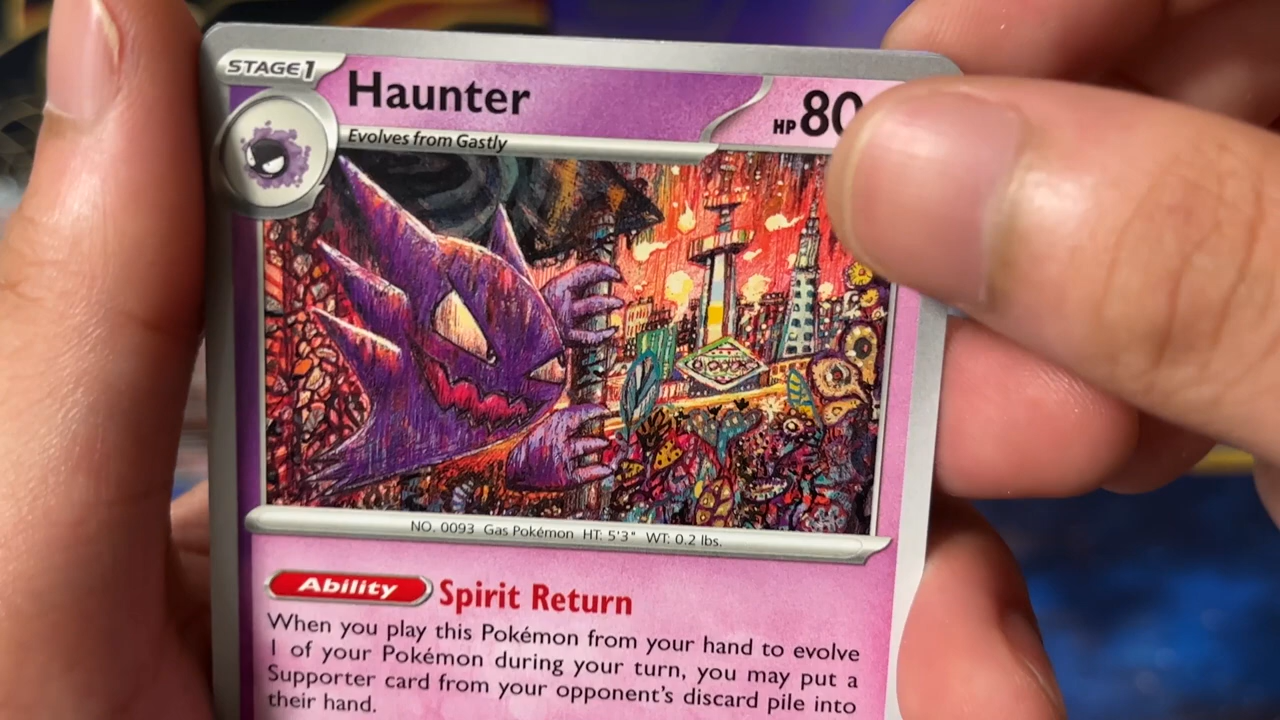 STAGE 1
Haunter
HP 80
Evolves from Gastly
NO. 0093 Gas Pokémon HT: 5'3" WT: 0.2 lbs.
Ability Spirit Return
When you play this Pokémon from your hand to evolve
1 of your Pokémon during your turn, you may put a
Supporter card from your opponent's discard pile into
their hand.